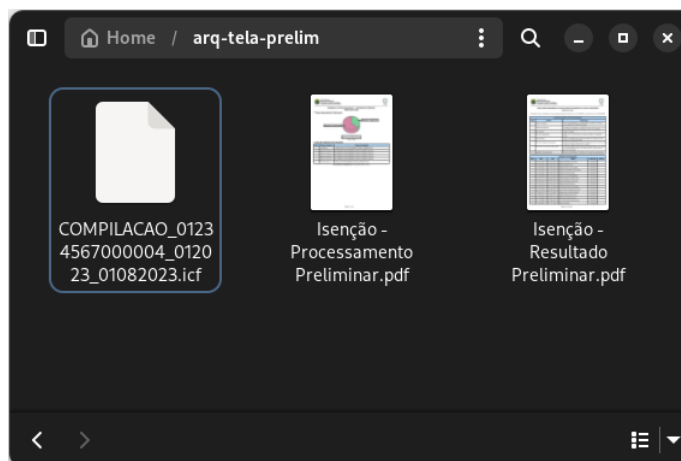 Home / arq-tela-prelim
COMPILACAO_0123
4567000004_0120
23_01082023.icf
Isenção -
Processamento
Preliminar.pdf
Isenção -
Resultado
Preliminar.pdf